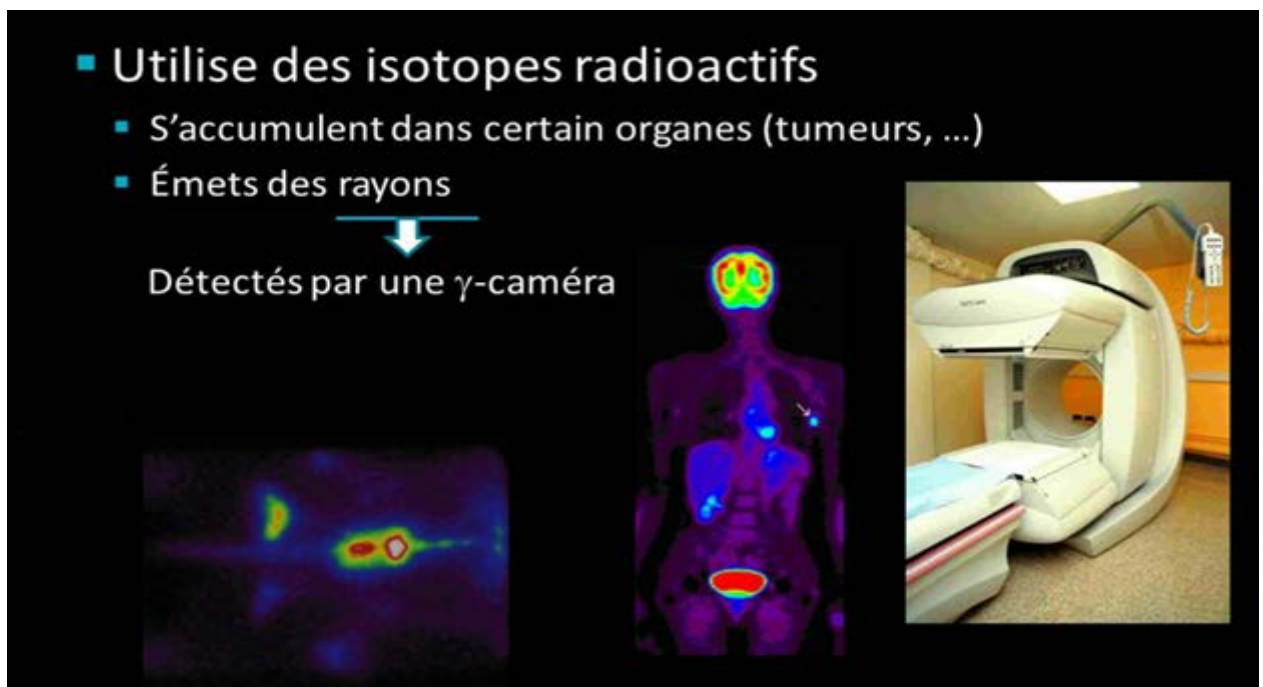 Utilise des isotopes radioactifs
S'accumulent dans certain organes (tumeurs, ...)
Émets des rayons
Détectés par une γ-caméra